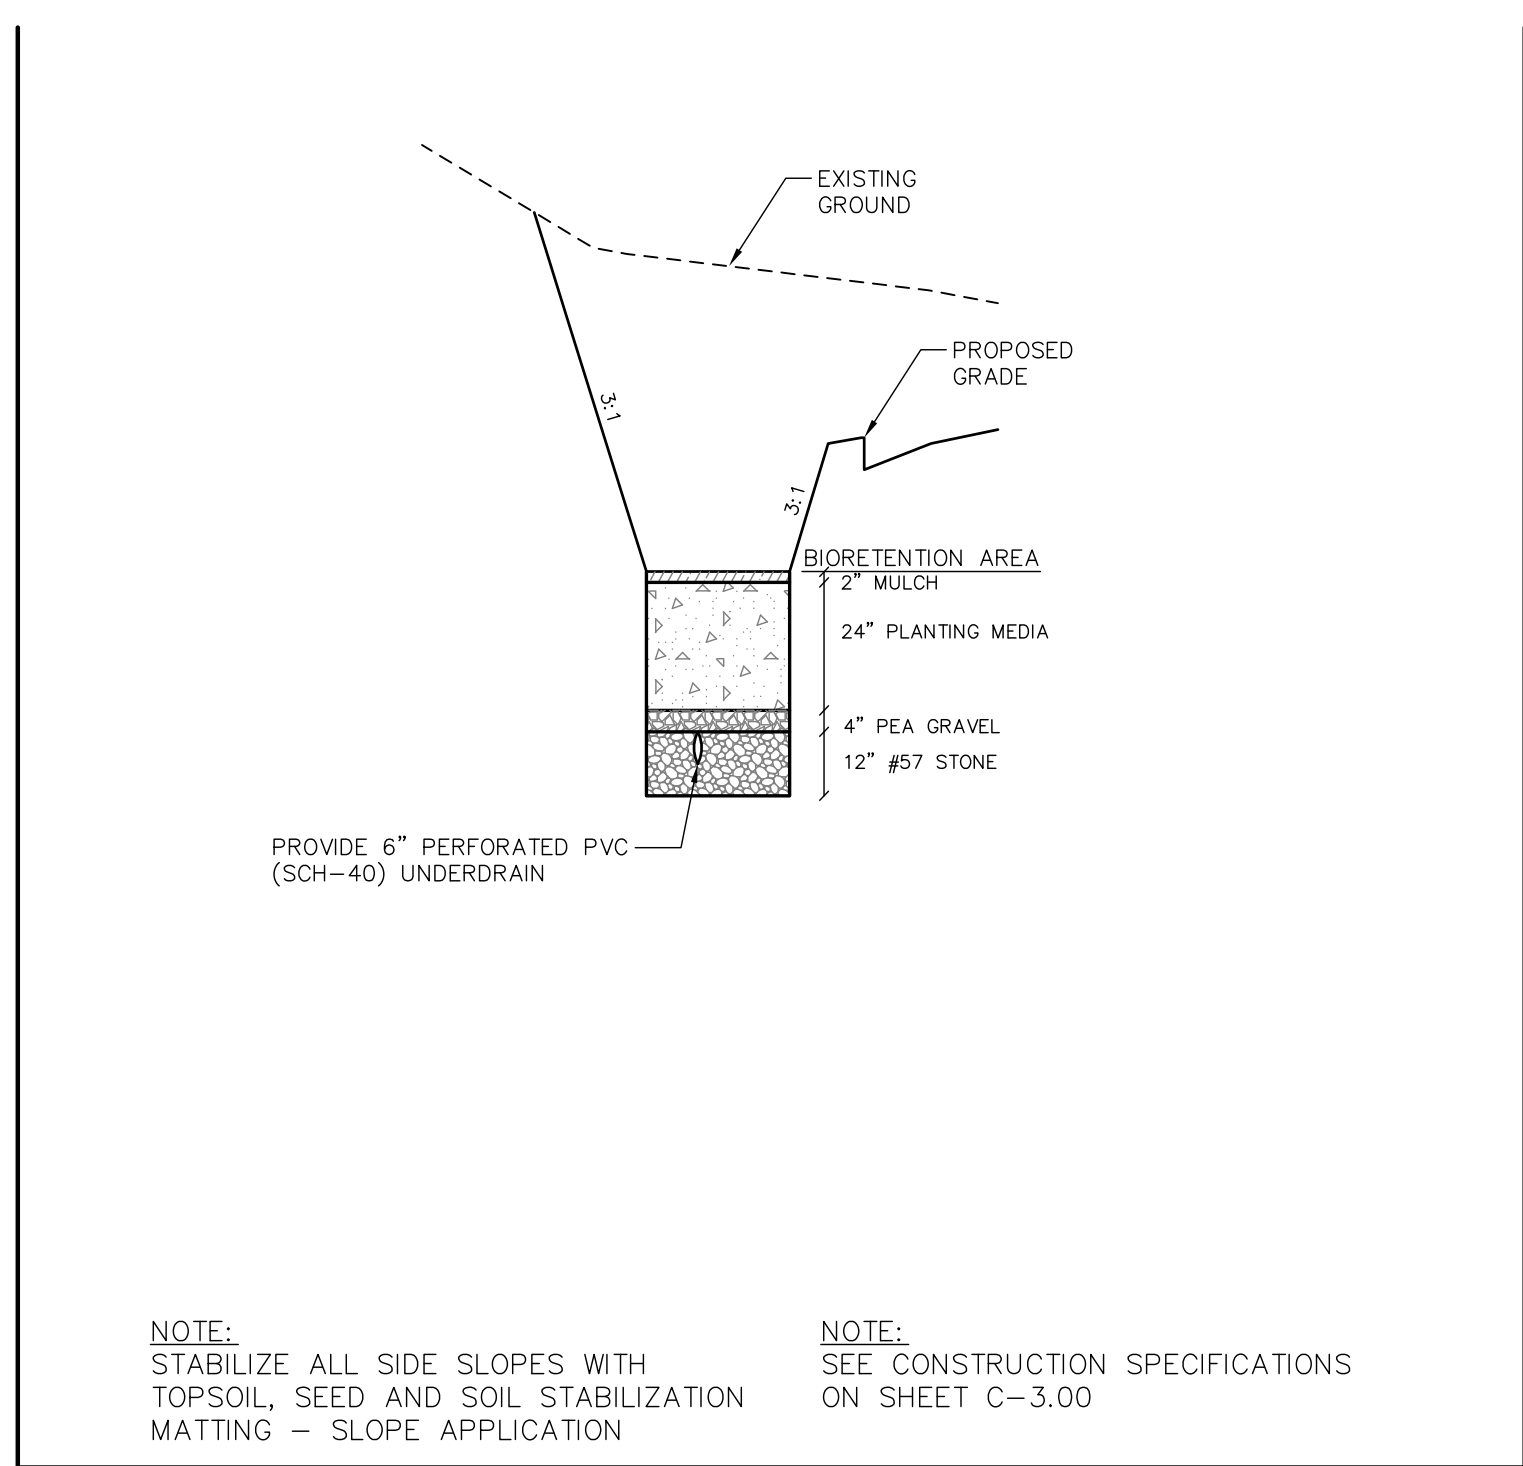 EXISTING
GROUND
PROPOSED
GRADE
3:1
3:1
BIORETENTION AREA
2" MULCH
24" PLANTING MEDIA
4" PEA GRAVEL
12" #57 STONE
PROVIDE 6" PERFORATED PVC
(SCH-40) UNDERDRAIN
NOTE:
STABILIZE ALL SIDE SLOPES WITH
TOPSOIL, SEED AND SOIL STABILIZATION
MATTING - SLOPE APPLICATION
NOTE:
SEE CONSTRUCTION SPECIFICATIONS
ON SHEET C-3.00